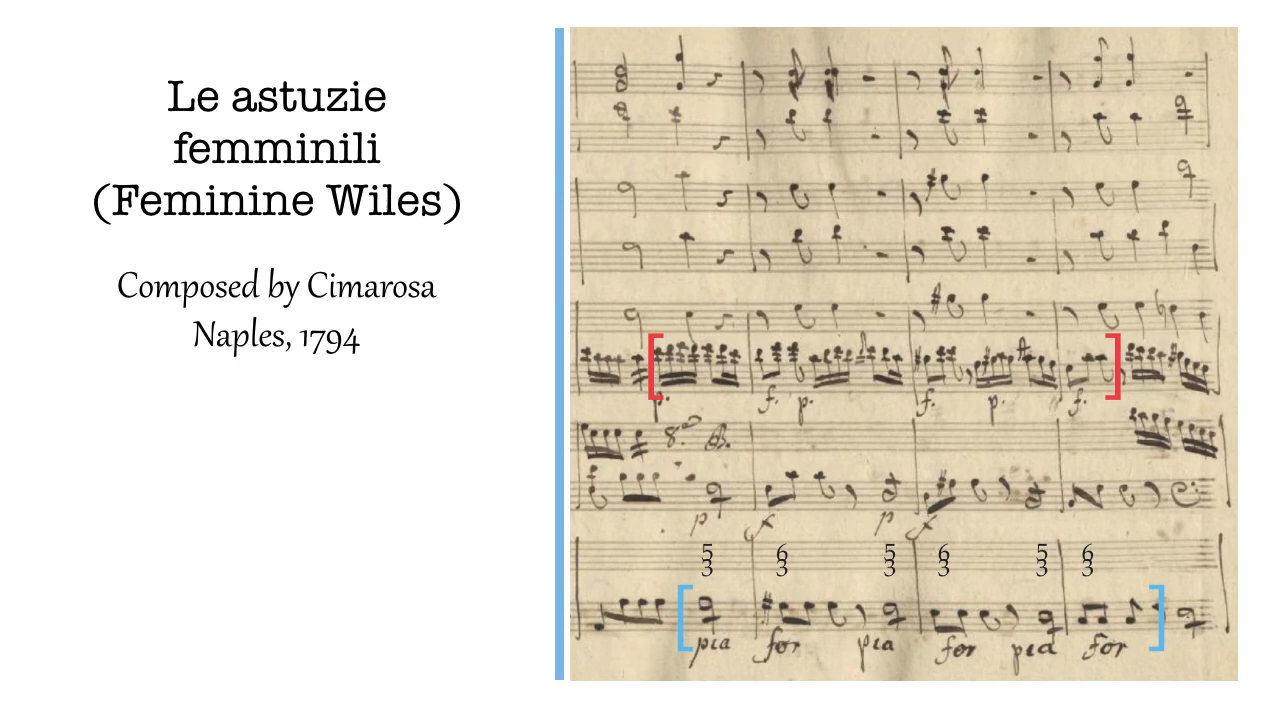 Le astuzie
femminili
(Feminine Wiles)
Composed by Cimarosa
Naples, 1794
p. f. p. f. p. f.
p f p f
5 6 5 6 5 6
3 3 3 3 3 3
pia for pia for pia for